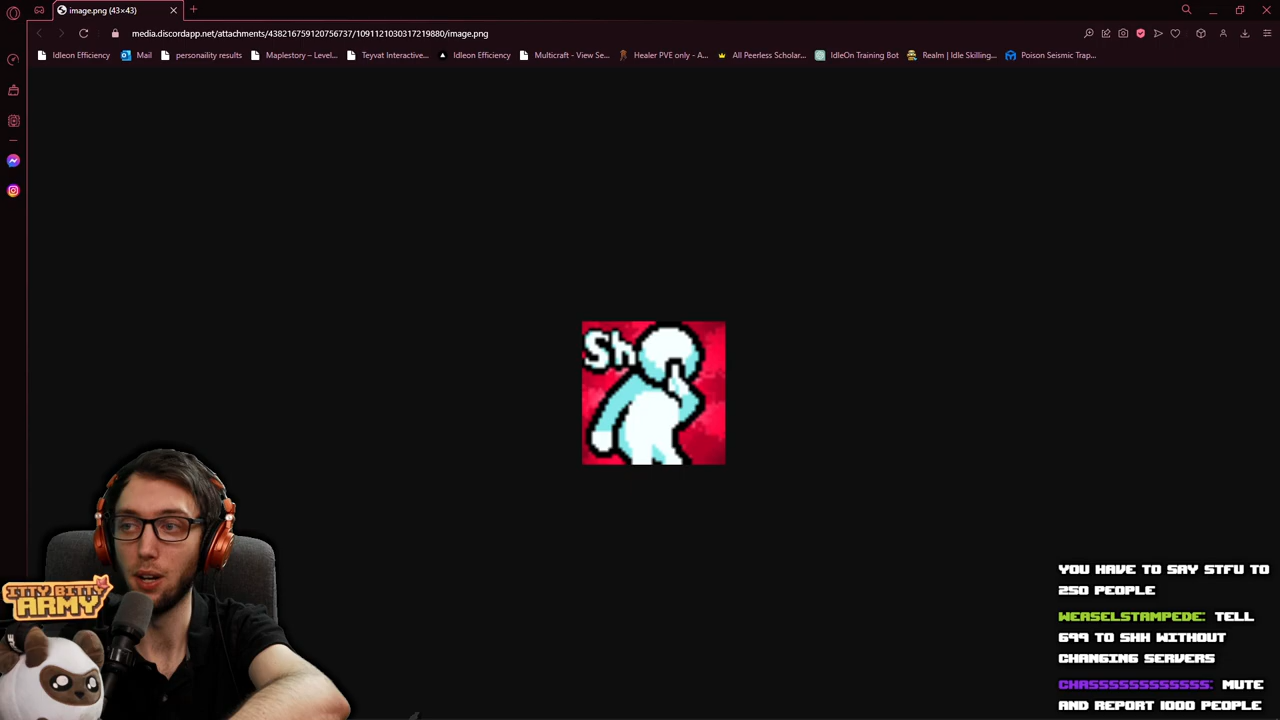 image.png (43×43)
media.discordapp.net/attachments/438216759120756737/1091121030317219880/image.png
Idleon Efficiency
Mail
personaility results
Maplestory – Level...
Teyvat Interactive...
Idleon Efficiency
Multicraft - View Se...
Healer PVE only - A...
All Peerless Scholar...
IdleOn Training Bot
Realm | Idle Skilling...
Poison Seismic Trap...
Sh
ITTY BITTY
ARMY
YOU HAVE TO SAY STFU TO
250 PEOPLE
WEASELSTAMPEDE: TELL
699 TO SHH WITHOUT
CHANGING SERVERS
CHASSSSSSSSSSSS: MUTE
AND REPORT 1000 PEOPLE